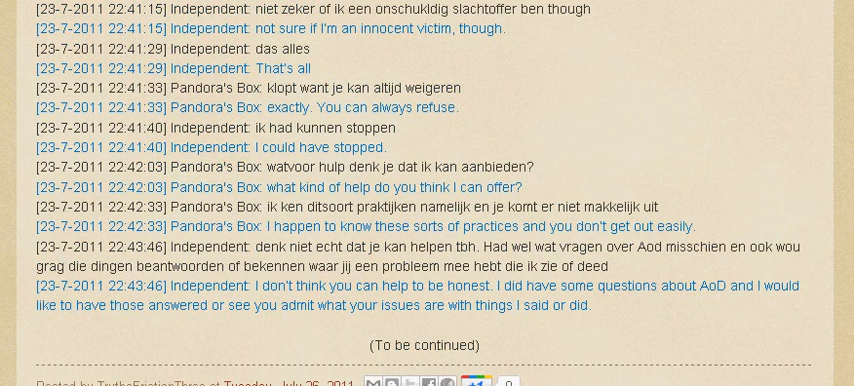 [23-7-2011 22:41:15] Independent: niet zeker of ik een onschukldig slachtoffer ben though
[23-7-2011 22:41:15] Independent: not sure if I'm an innocent victim, though.
[23-7-2011 22:41:29] Independent: das alles
[23-7-2011 22:41:29] Independent: That's all
[23-7-2011 22:41:33] Pandora's Box: klopt want je kan altijd weigeren
[23-7-2011 22:41:33] Pandora's Box: exactly. You can always refuse.
[23-7-2011 22:41:40] Independent: ik had kunnen stoppen
[23-7-2011 22:41:40] Independent: I could have stopped.
[23-7-2011 22:42:03] Pandora's Box: watvoor hulp denk je dat ik kan aanbieden?
[23-7-2011 22:42:03] Pandora's Box: what kind of help do you think I can offer?
[23-7-2011 22:42:33] Pandora's Box: ik ken ditsoort praktijken namelijk en je komt er niet makkelijk uit
[23-7-2011 22:42:33] Pandora's Box: I happen to know these sorts of practices and you don't get out easily.
[23-7-2011 22:43:46] Independent: denk niet echt dat je kan helpen tbh. Had wel wat vragen over Aod misschien en ook wou
grag die dingen beantwoorden of bekennen waar jij een probleem mee hebt die ik zie of deed
[23-7-2011 22:43:46] Independent: I don't think you can help to be honest. I did have some questions about AoD and I would
like to have those answered or see you admit what your issues are with things I said or did.
(To be continued)
Posted by at Tuesday, July 26, 2011 0